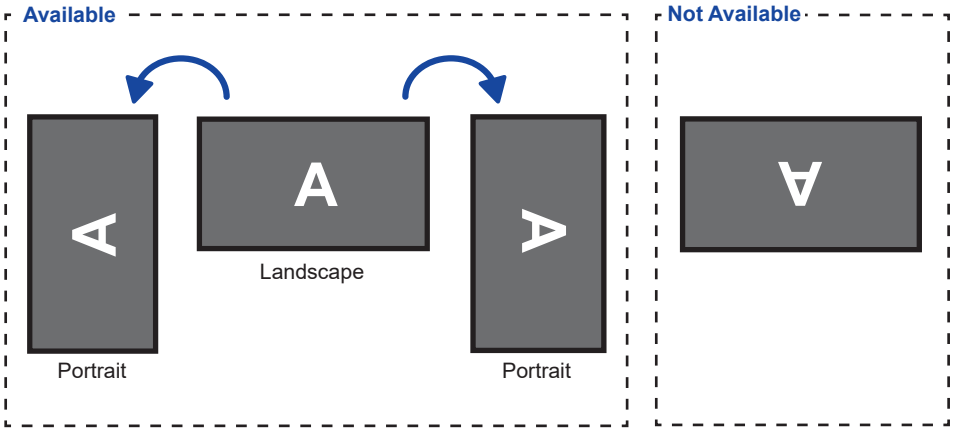 Available
Not Available
A
A
A
A
Landscape
Portrait
Portrait